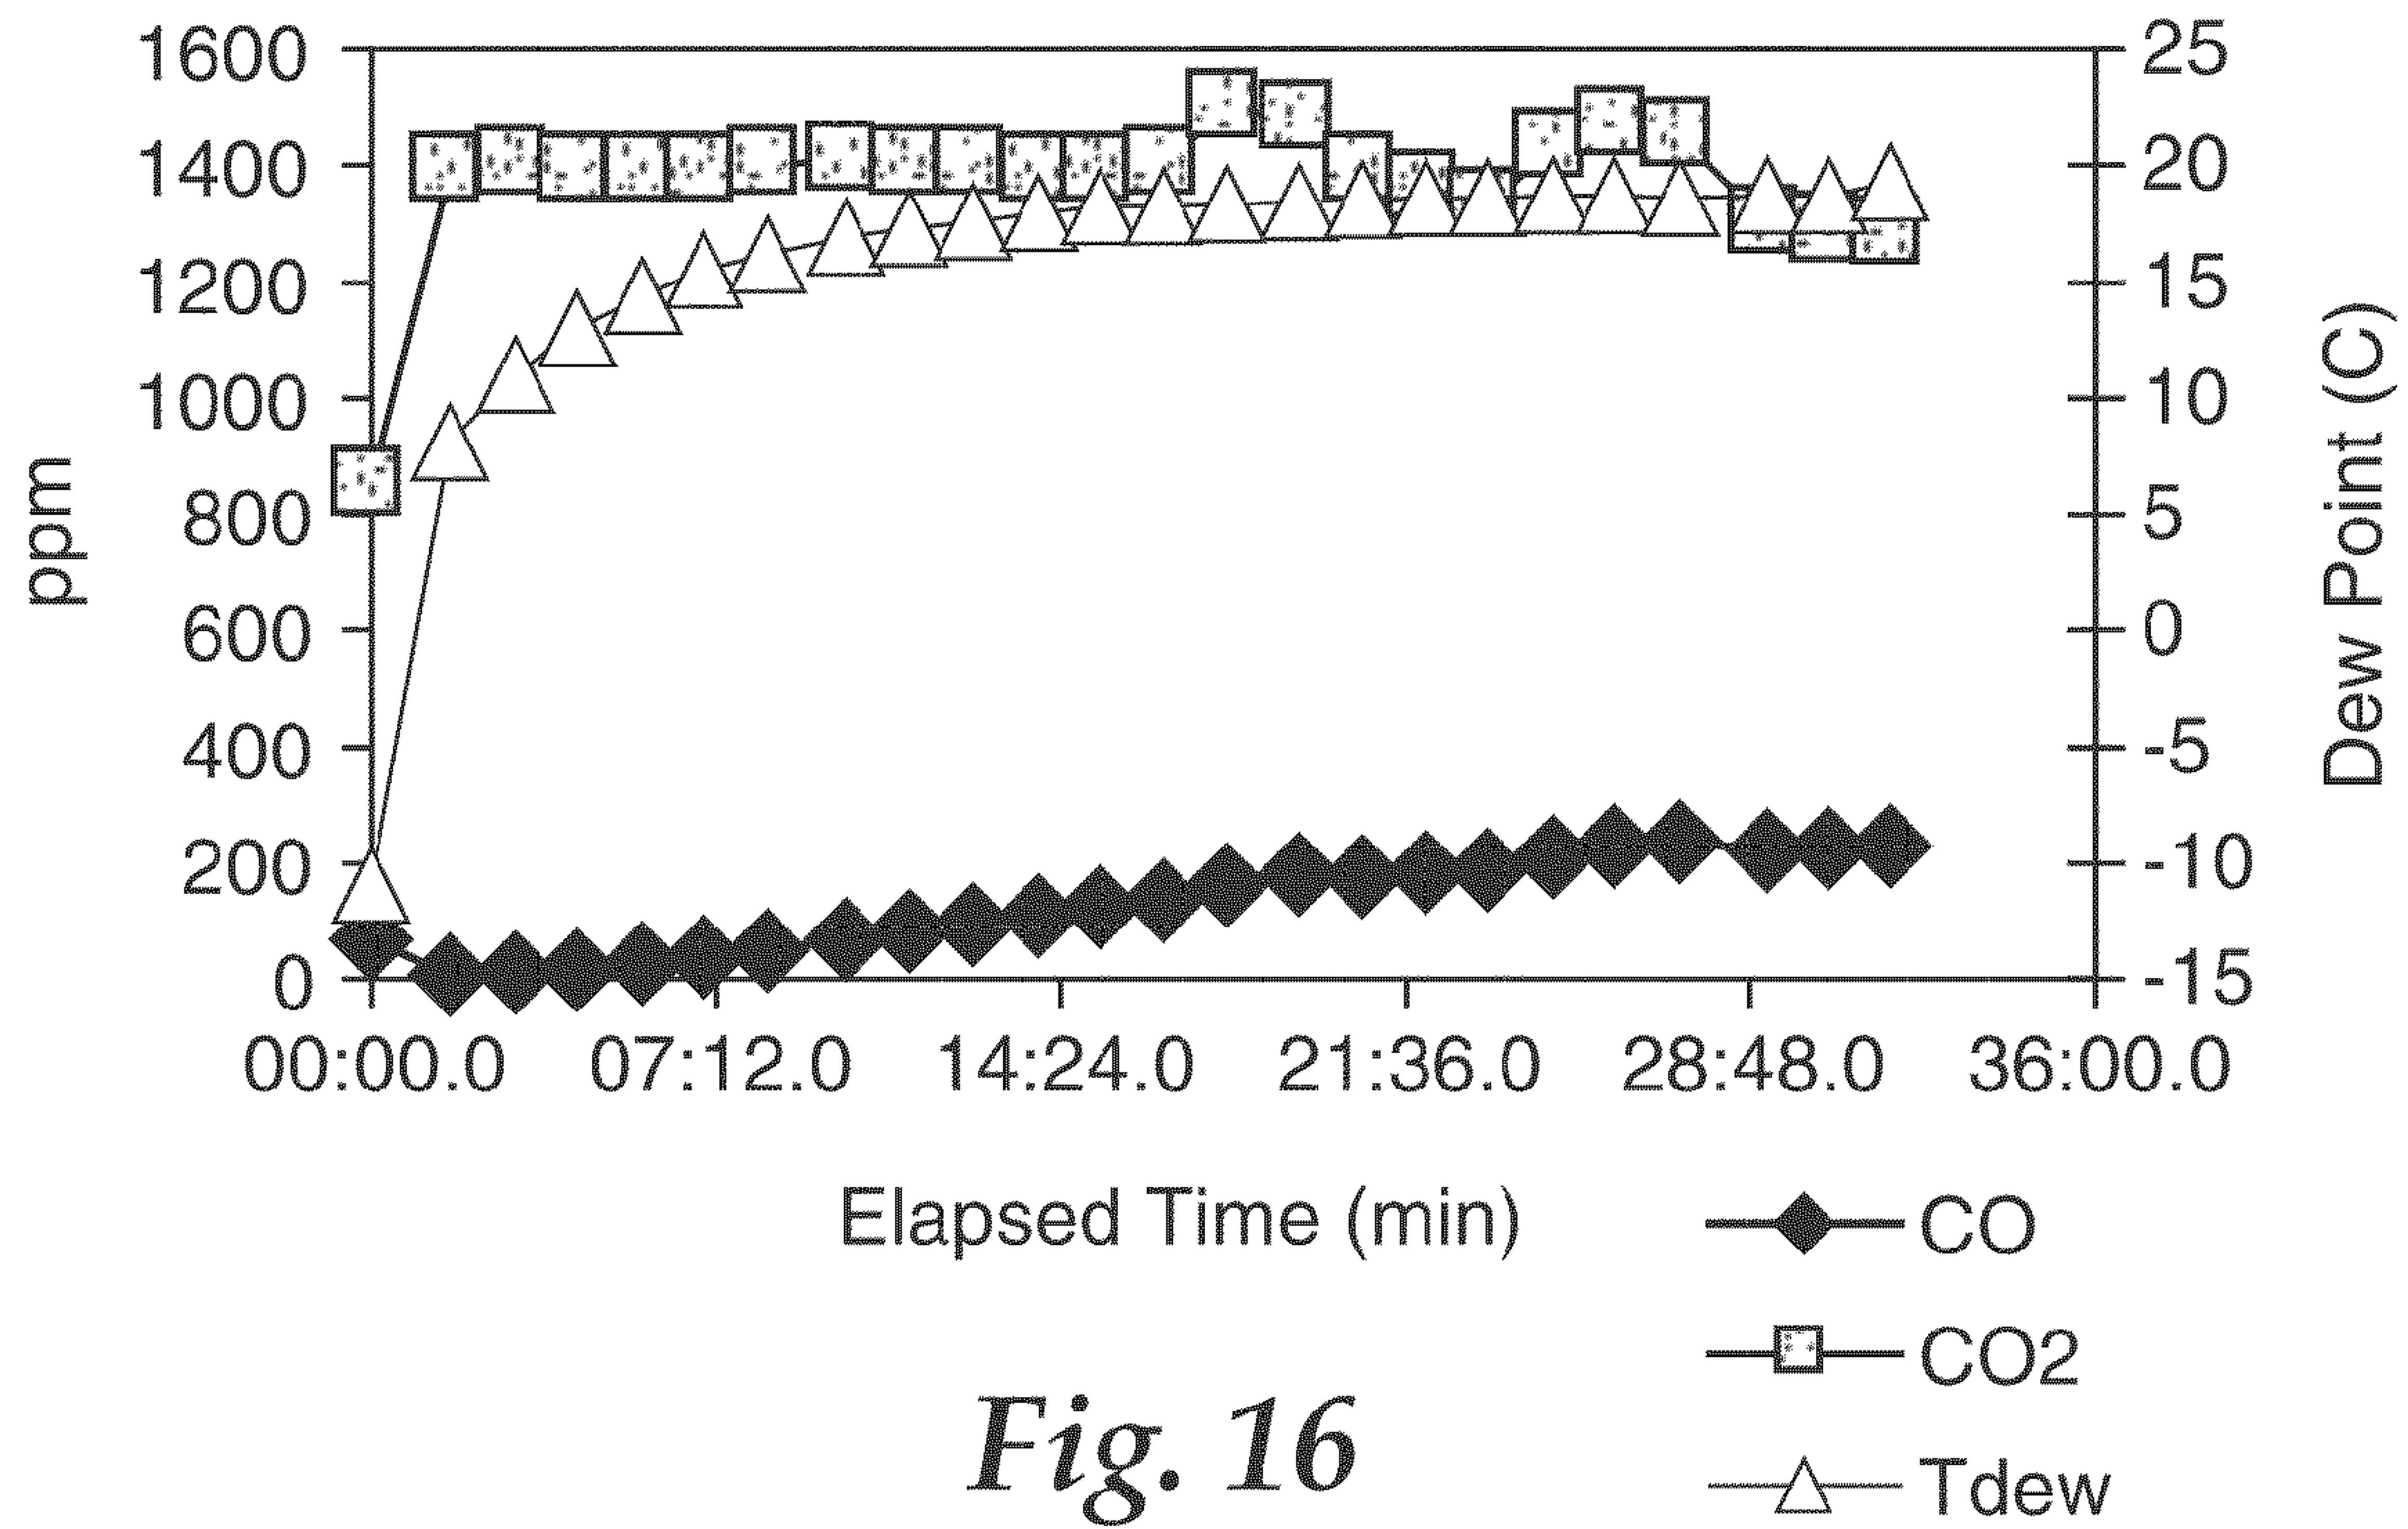 1600
1400
1200
1000
800
600
400
200
0
ppm
25
20
15
10
5
0
-5
-10
-15
Dew Point (C)
00:00.0 07:12.0 14:24.0 21:36.0 28:48.0 36:00.0
Elapsed Time (min)
CO
CO2
Tdew
Fig. 16